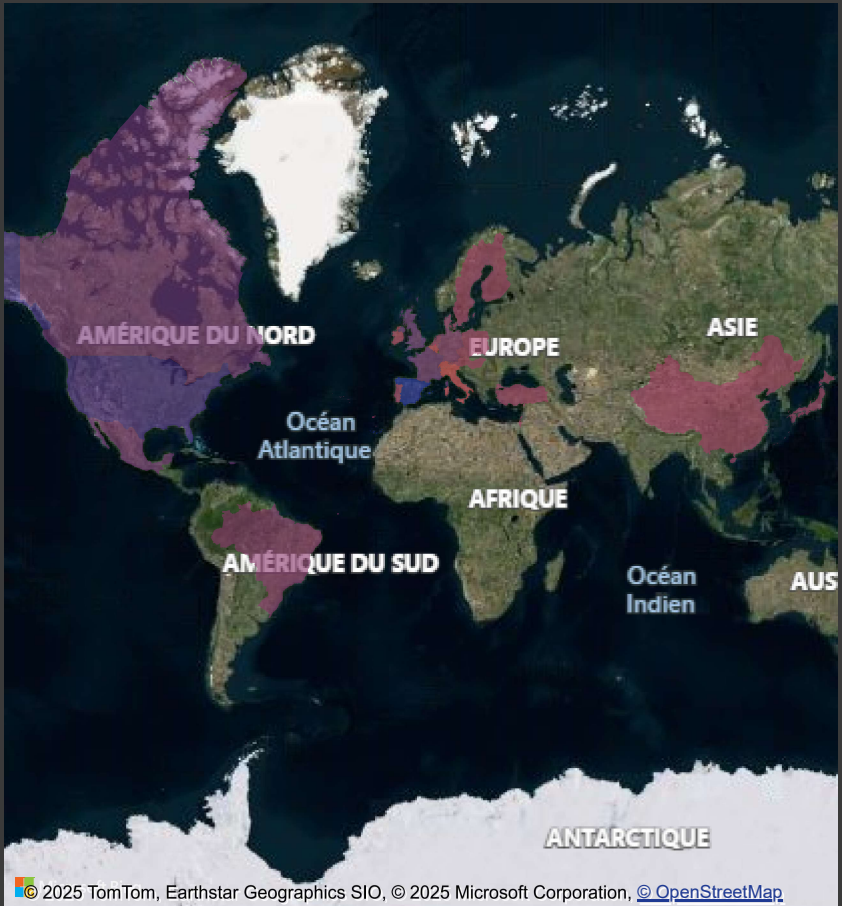 AMÉRIQUE DU NORD
EUROPE
ASIE
Océan
Atlantique
AFRIQUE
AMÉRIQUE DU SUD
Océan
Indien
AUS
ANTARCTIQUE
© 2025 TomTom, Earthstar Geographics SIO, © 2025 Microsoft Corporation, © OpenStreetMap